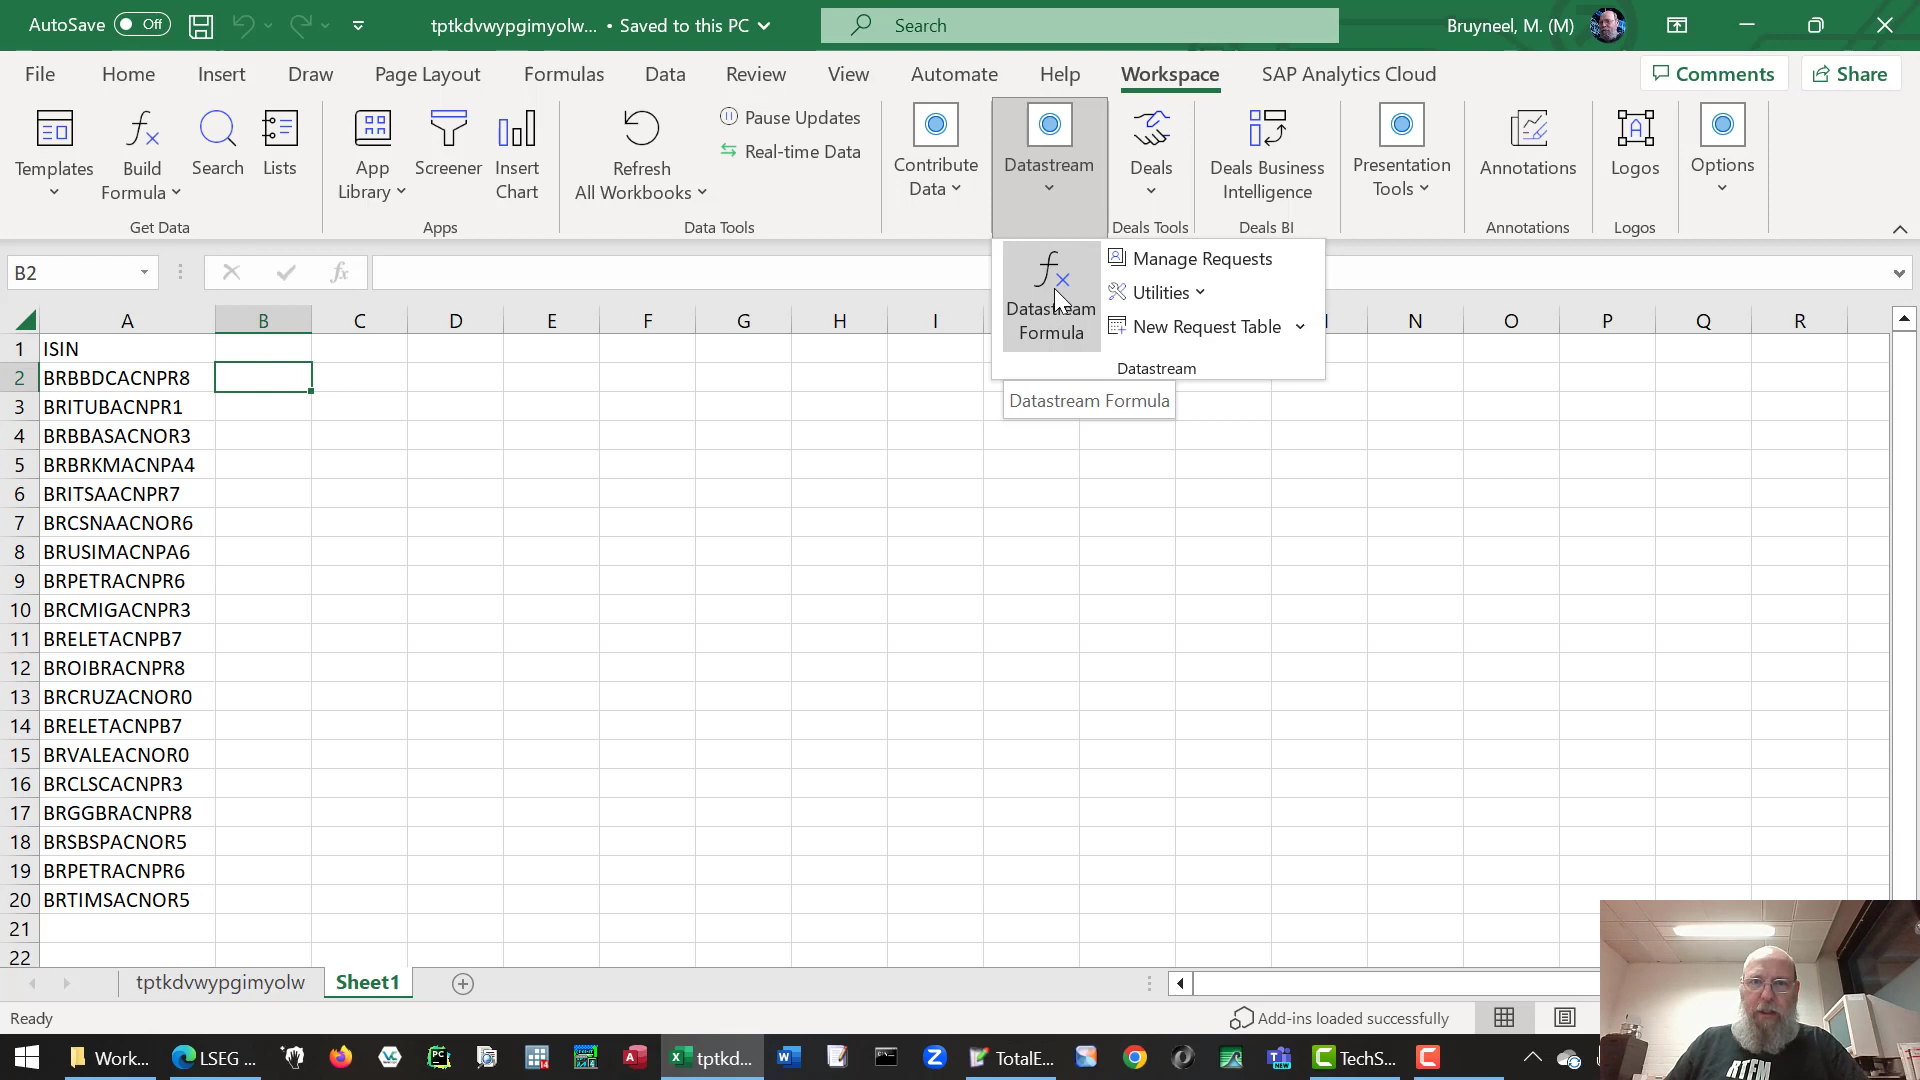 AutoSave Off tptkdvwypgimyolw... • Saved to this PC Search Bruyneel, M. (M)
File Home Insert Draw Page Layout Formulas Data Review View Automate Help Workspace SAP Analytics Cloud Comments Share
Templates
Build
Formula
Search
Lists
Get Data
App
Library
Screener
Insert
Chart
Apps
Refresh
All Workbooks
Pause Updates
Real-time Data
Data Tools
Contribute
Data
Datastream
Deals
Deals Tools
Deals Business
Intelligence
Deals BI
Presentation
Tools
Annotations
Annotations
Logos
Logos
Options
B2
fx
Datastream
Formula
Manage Requests
Utilities
New Request Table
Datastream
Datastream Formula
A B C D E F G H I N O P Q R
1 ISIN
2 BRBBDCACNPR8
3 BRITUBACNPR1
4 BRBBASACNOR3
5 BRBRKMACNPA4
6 BRITSAACNPR7
7 BRCSNAACNOR6
8 BRUSIMACNPA6
9 BRPETRACNPR6
10 BRCMIGACNPR3
11 BRELETACNPB7
12 BROIBRACNPR8
13 BRCRUZACNOR0
14 BRELETACNPB7
15 BRVALEACNOR0
16 BRCLSCACNPR3
17 BRGGBRACNPR8
18 BRSBSPACNOR5
19 BRPETRACNPR6
20 BRTIMSACNOR5
21
22
tptkdvwypgimyolw Sheet1
Ready Add-ins loaded successfully
Work... LSEG ... tptkd... TotalE... TechS...
RTFM